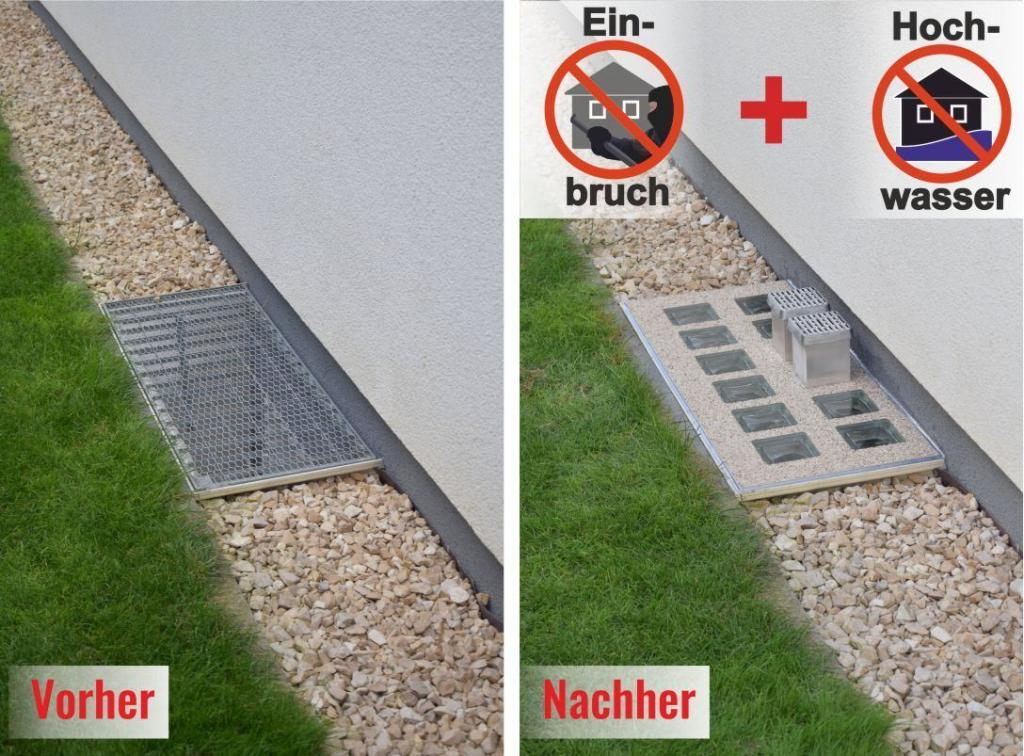 Ein-
bruch
Hoch-
wasser
Vorher
Nachher